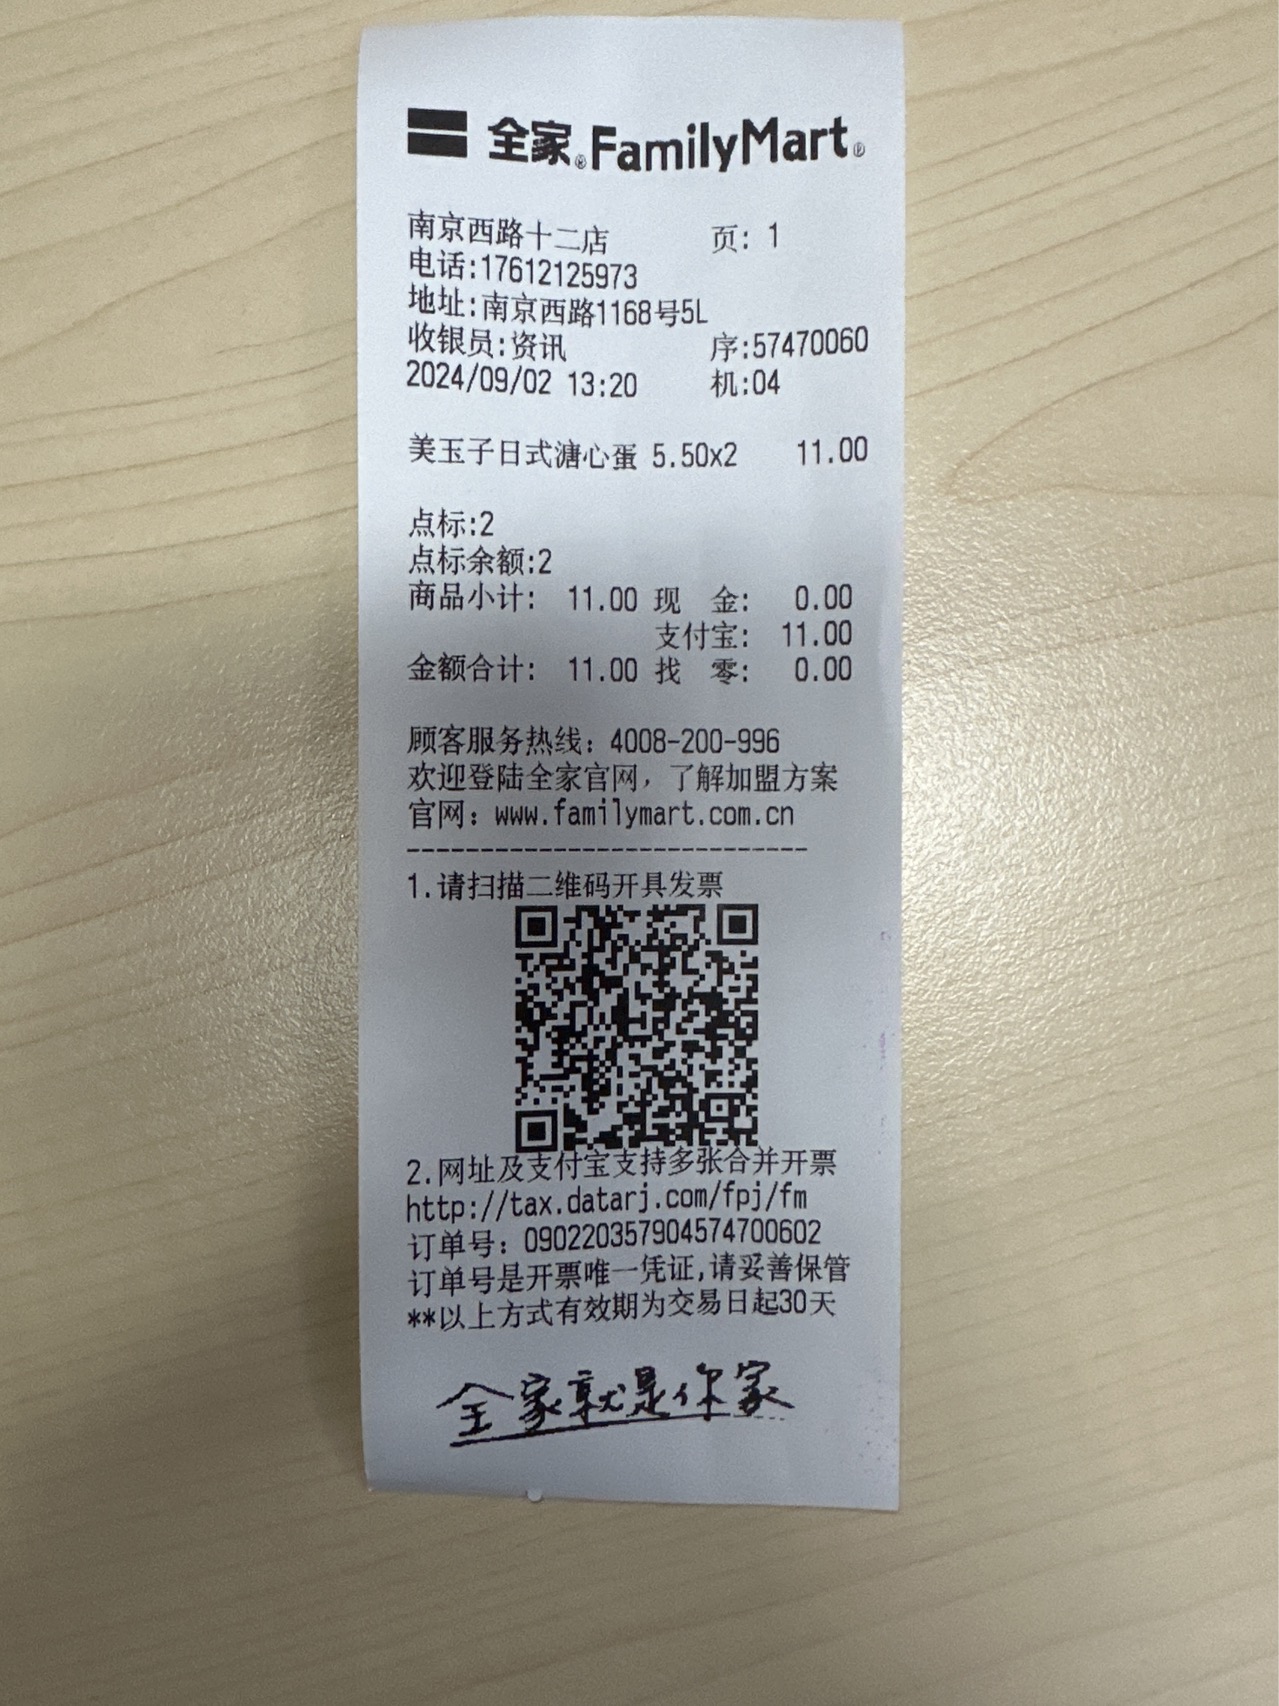 全家®FamilyMart®
南京西路十二店 页: 1
电话:17612125973
地址:南京西路1168号5L
收银员:资讯 序:57470060
2024/09/02 13:20 机:04
美玉子日式溏心蛋 5.50x2 11.00
点标:2
点标余额:2
商品小计: 11.00 现 金: 0.00
支付宝: 11.00
金额合计: 11.00 找 零: 0.00
顾客服务热线：4008-200-996
欢迎登陆全家官网，了解加盟方案
官网：www.familymart.com.cn
----------------------------
1.请扫描二维码开具发票
2.网址及支付宝支持多张合并开票
http://tax.datarj.com/fpj/fm
订单号：090220357904574700602
订单号是开票唯一凭证,请妥善保管
**以上方式有效期为交易日起30天
全家就是你家